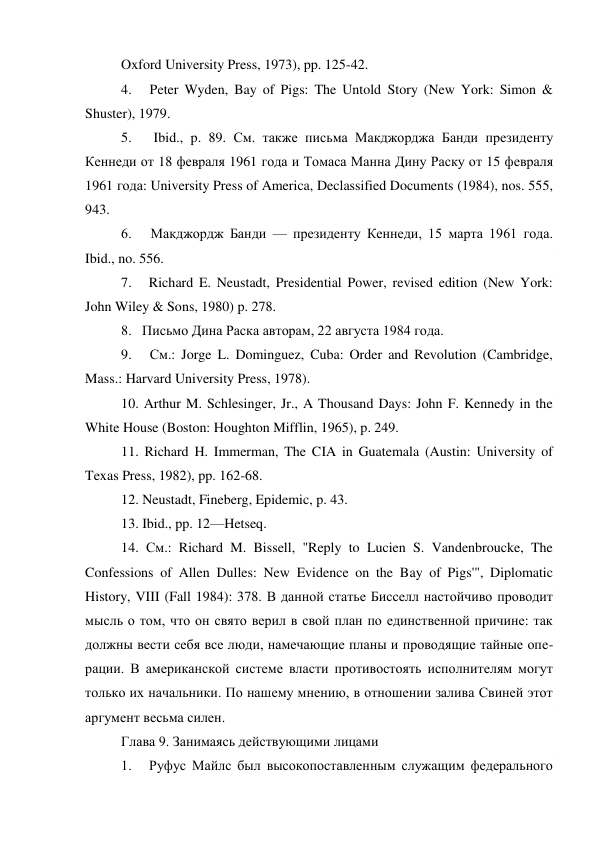 Oxford University Press, 1973), pp. 125-42.
4. Peter Wyden, Bay of Pigs: The Untold Story (New York: Simon &
Shuster), 1979.
5. Ibid., p. 89. См. также письма Макджорджа Банди президенту
Кеннеди от 18 февраля 1961 года и Томаса Манна Дину Раску от 15 февраля
1961 года: University Press of America, Declassified Documents (1984), nos. 555,
943.
6. Макджордж Банди — президенту Кеннеди, 15 марта 1961 года.
Ibid., no. 556.
7. Richard E. Neustadt, Presidential Power, revised edition (New York:
John Wiley & Sons, 1980) p. 278.
8. Письмо Дина Раска авторам, 22 августа 1984 года.
9. См.: Jorge L. Dominguez, Cuba: Order and Revolution (Cambridge,
Mass.: Harvard University Press, 1978).
10. Arthur M. Schlesinger, Jr., A Thousand Days: John F. Kennedy in the
White House (Boston: Houghton Mifflin, 1965), p. 249.
11. Richard H. Immerman, The CIA in Guatemala (Austin: University of
Texas Press, 1982), pp. 162-68.
12. Neustadt, Fineberg, Epidemic, p. 43.
13. Ibid., pp. 12—Hetseq.
14. См.: Richard M. Bissell, "Reply to Lucien S. Vandenbroucke, The
Confessions of Allen Dulles: New Evidence on the Bay of Pigs'", Diplomatic
History, VIII (Fall 1984): 378. В данной статье Бисселл настойчиво проводит
мысль о том, что он свято верил в свой план по единственной причине: так
должны вести себя все люди, намечающие планы и проводящие тайные опе-
рации. В американской системе власти противостоять исполнителям могут
только их начальники. По нашему мнению, в отношении залива Свиней этот
аргумент весьма силен.
Глава 9. Занимаясь действующими лицами
1. Руфус Майлс был высокопоставленным служащим федерального